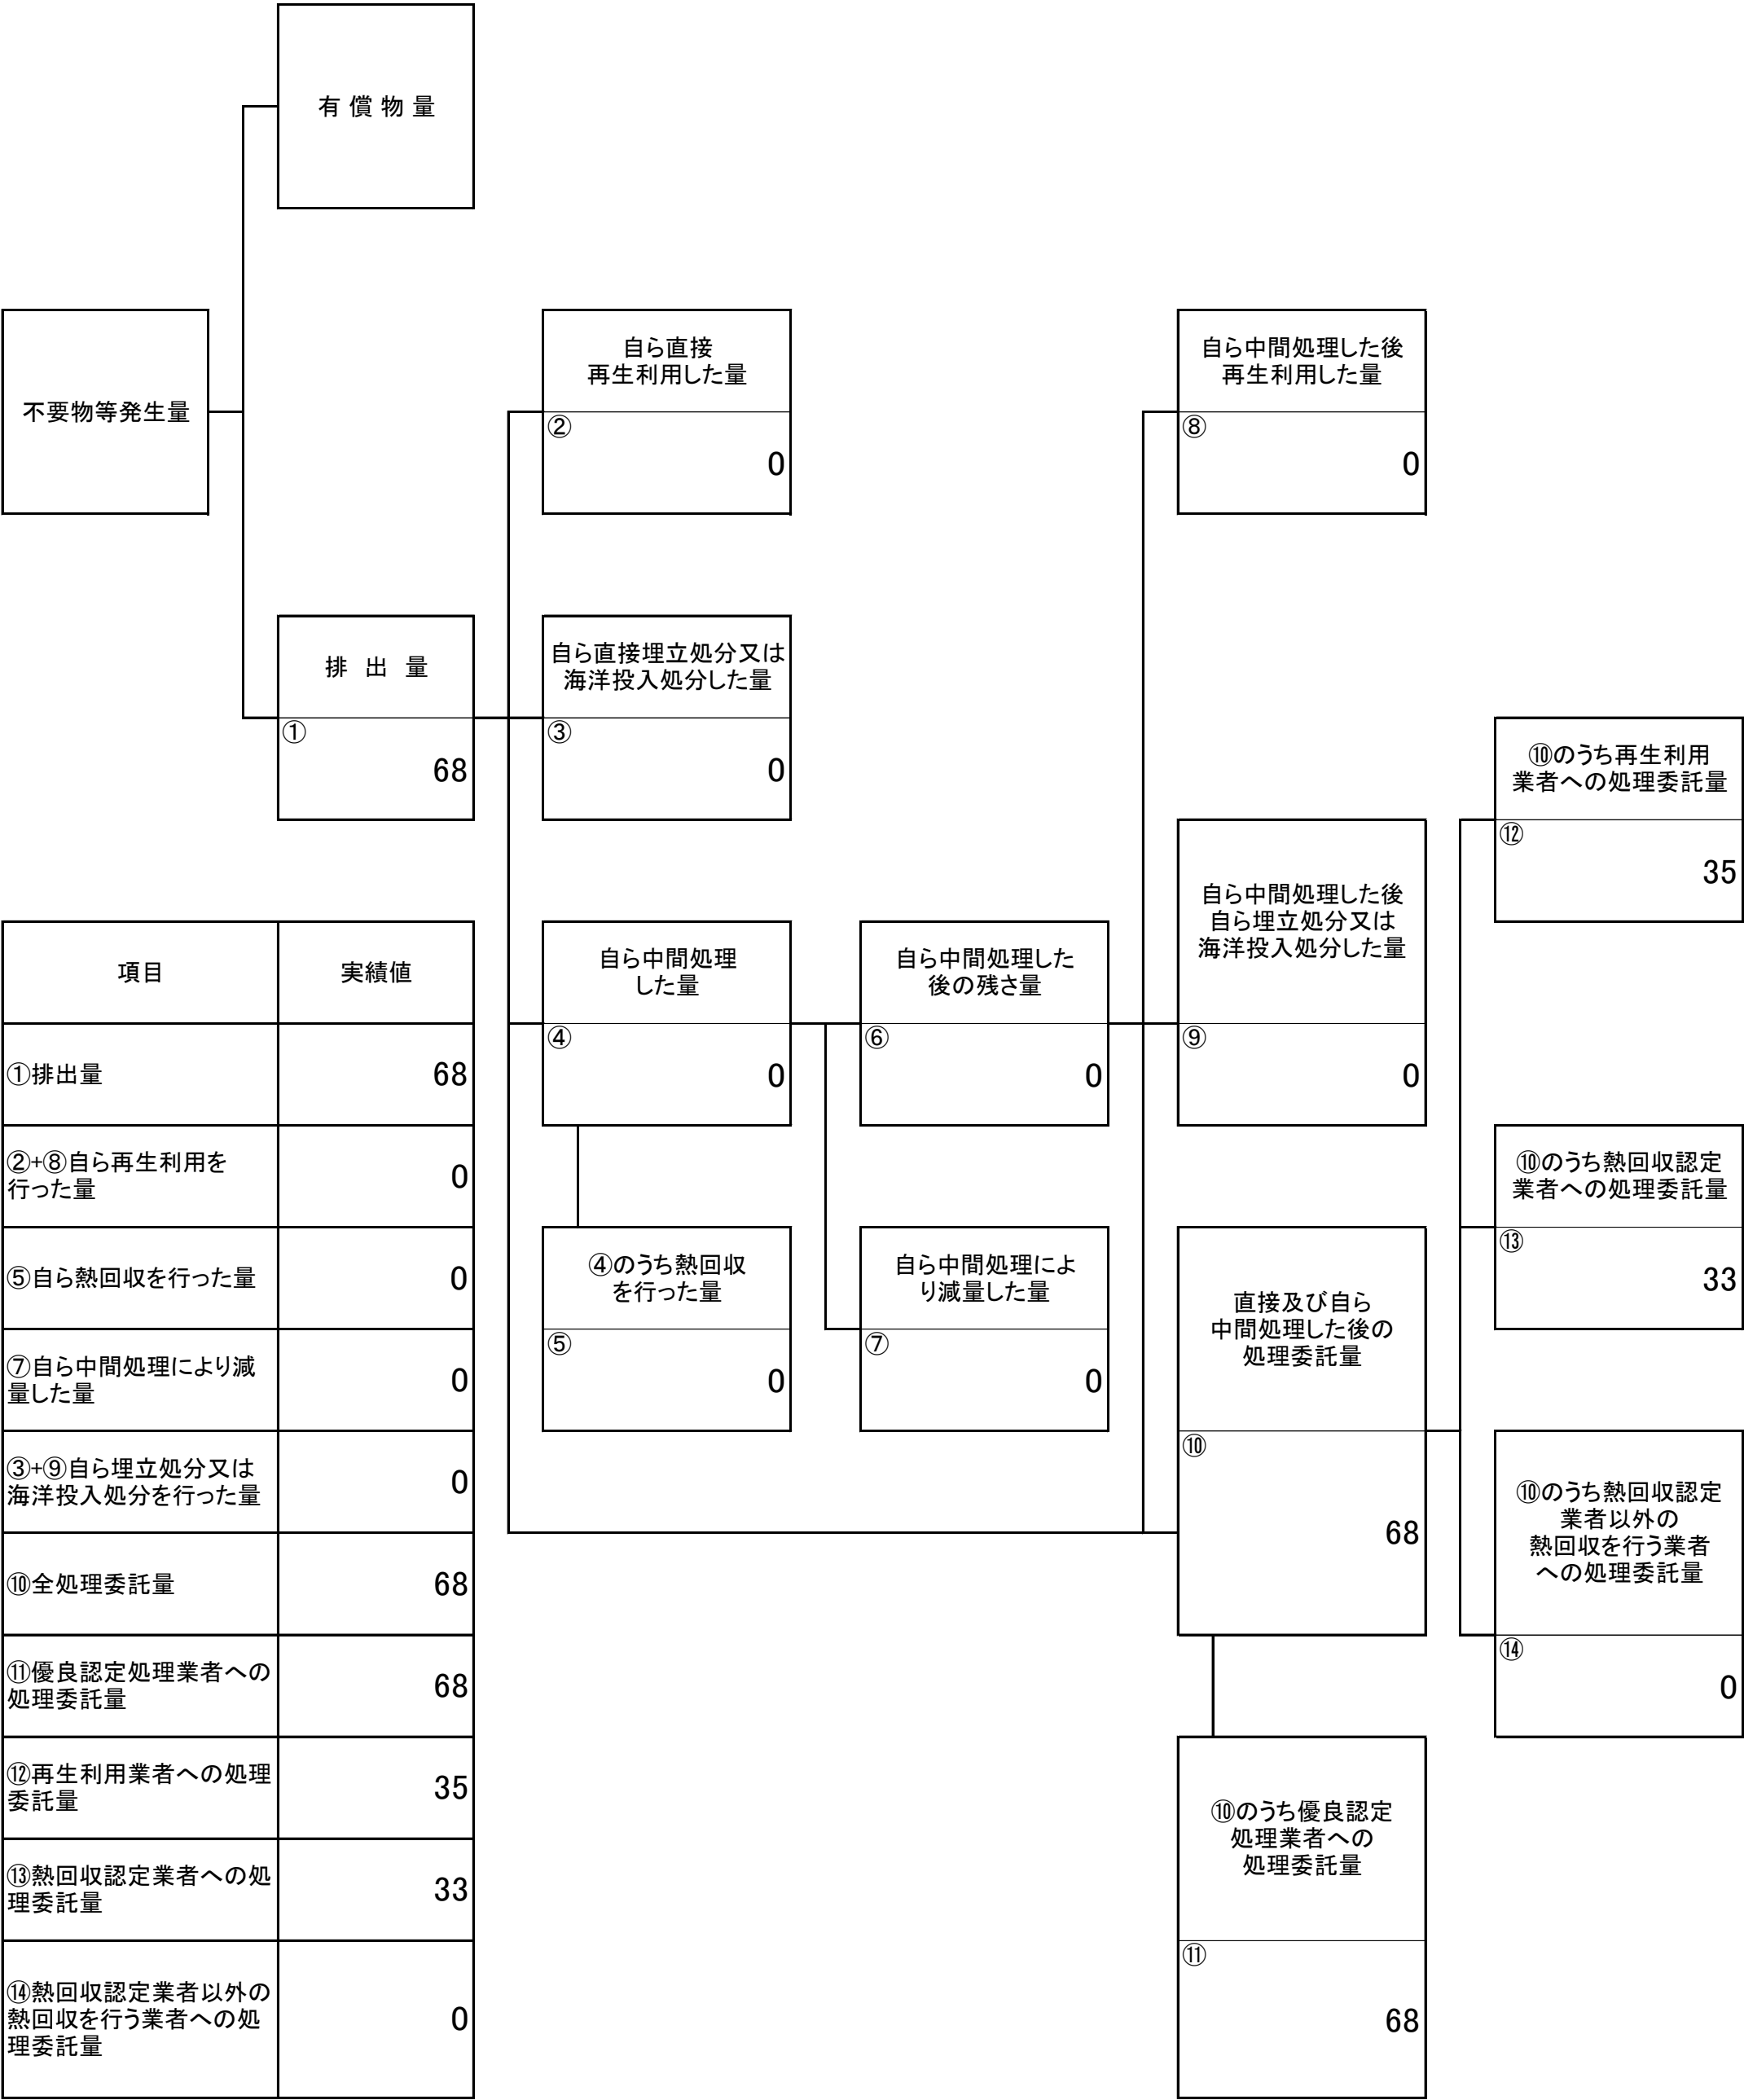 有 償 物 量
不要物等発生量
自ら直接
再生利用した量
②
0
自ら中間処理した後
再生利用した量
⑧
0
排 出 量
①
68
自ら直接埋立処分又は
海洋投入処分した量
③
0
⑩のうち再生利用
業者への処理委託量
⑫
35
自ら中間処理した後
自ら埋立処分又は
海洋投入処分した量
⑨
0
自ら中間処理
した量
④
0
自ら中間処理した
後の残さ量
⑥
0
⑩のうち熱回収認定
業者への処理委託量
⑬
33
④のうち熱回収
を行った量
⑤
0
自ら中間処理によ
り減量した量
⑦
0
直接及び自ら
中間処理した後の
処理委託量
⑩
68
⑩のうち熱回収認定
業者以外の
熱回収を行う業者
への処理委託量
⑭
0
⑩のうち優良認定
処理業者への
処理委託量
⑪
68
項目 実績値
①排出量 68
②+⑧自ら再生利用を
行った量
0
⑤自ら熱回収を行った量 0
⑦自ら中間処理により減
量した量
0
③+⑨自ら埋立処分又は
海洋投入処分を行った量
0
⑩全処理委託量 68
⑪優良認定処理業者への
処理委託量
68
⑫再生利用業者への処理
委託量
35
⑬熱回収認定業者への処
理委託量
33
⑭熱回収認定業者以外の
熱回収を行う業者への処
理委託量
0